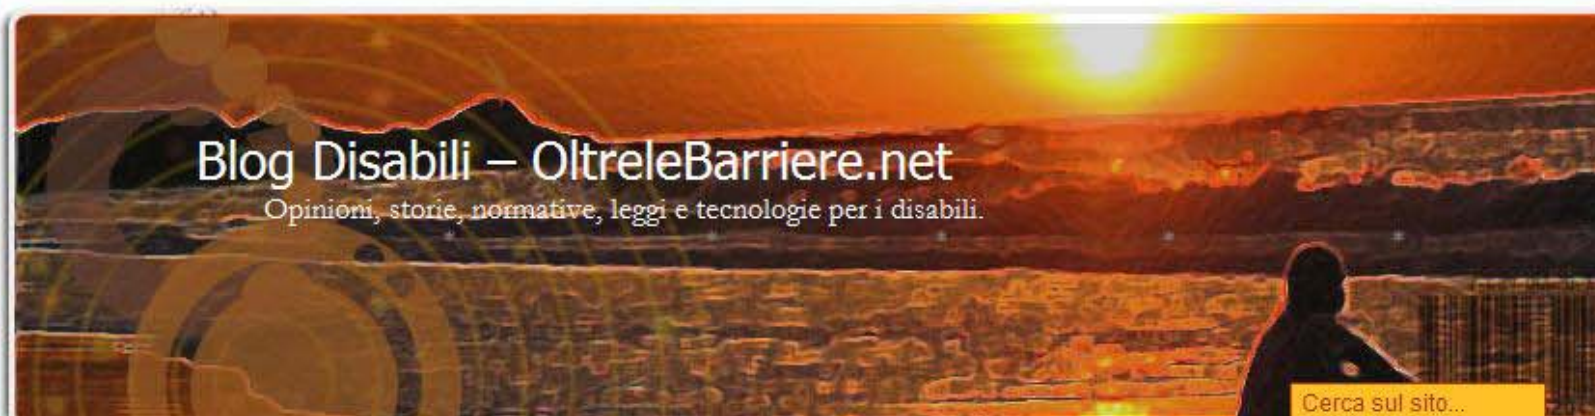 Blog Disabili – OltreleBarriere.net
Opinioni, storie, normative, leggi e tecnologie per i disabili.
Cerca sul sito...